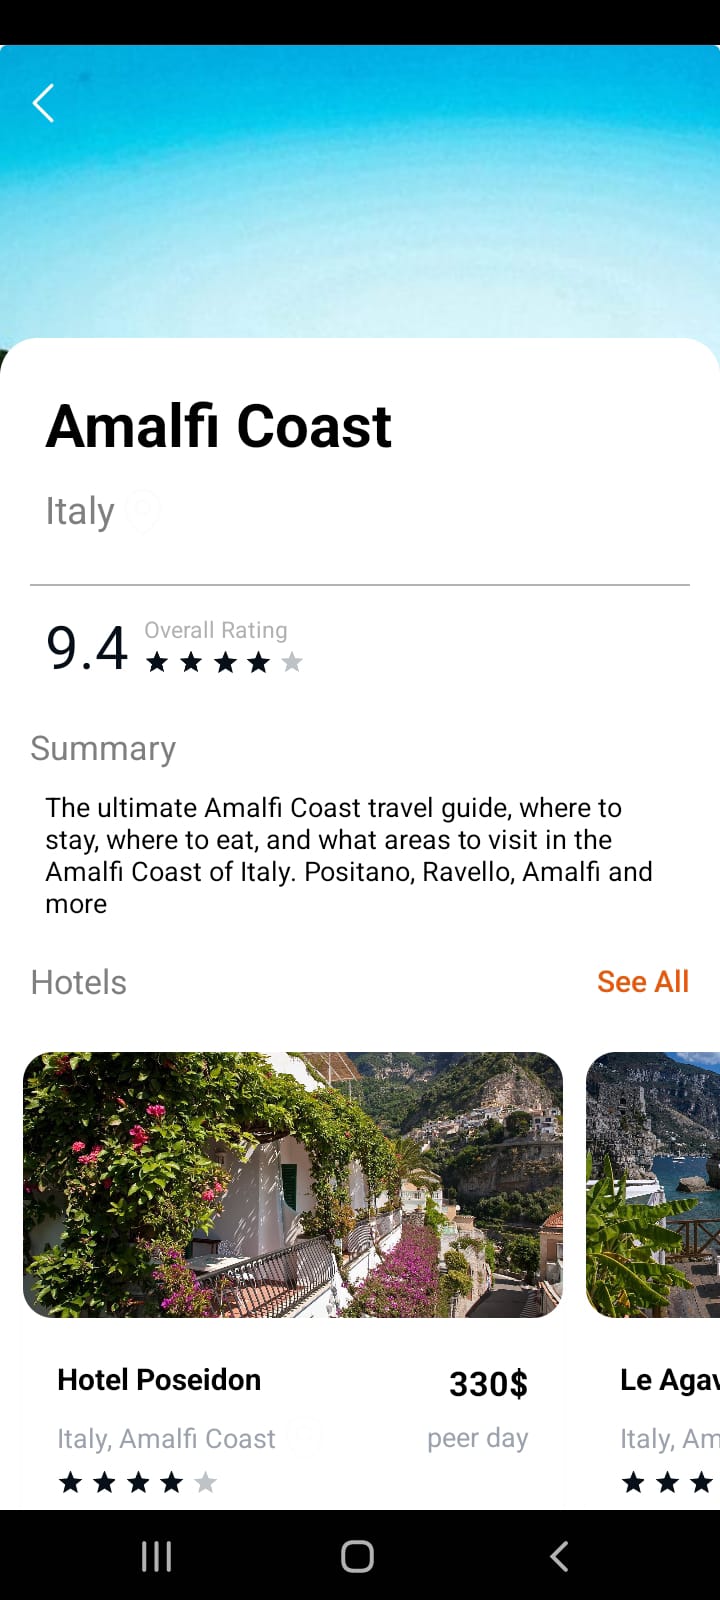 Amalfi Coast
Italy
9.4
Overall Rating
Summary
The ultimate Amalfi Coast travel guide, where to
stay, where to eat, and what areas to visit in the
Amalfi Coast of Italy. Positano, Ravello, Amalfi and
more
Hotels See All
Hotel Poseidon 330$
Italy, Amalfi Coast peer day
Le Agav
Italy, Am